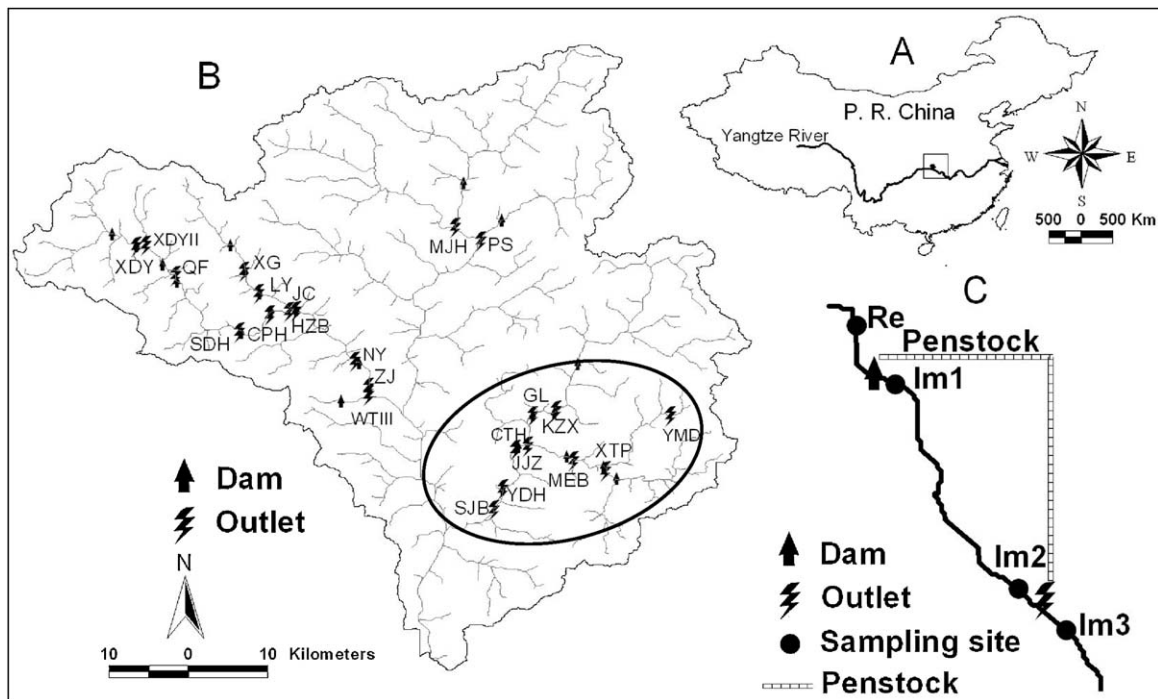 B
MJH
PS
XDYII
XDY
QF
XG
LY
JC
HZB
CPH
SDH
NY
ZJ
WTIII
GL
KZX
YMD
CTH
JJZ
XTP
MEB
YDH
SJB
Dam
Outlet
N
10 0 10 Kilometers
A
P. R. China
Yangtze River
N
W E
S
500 0 500 Km
C
Re
Penstock
Im1
Im2
Im3
Dam
Outlet
Sampling site
Penstock